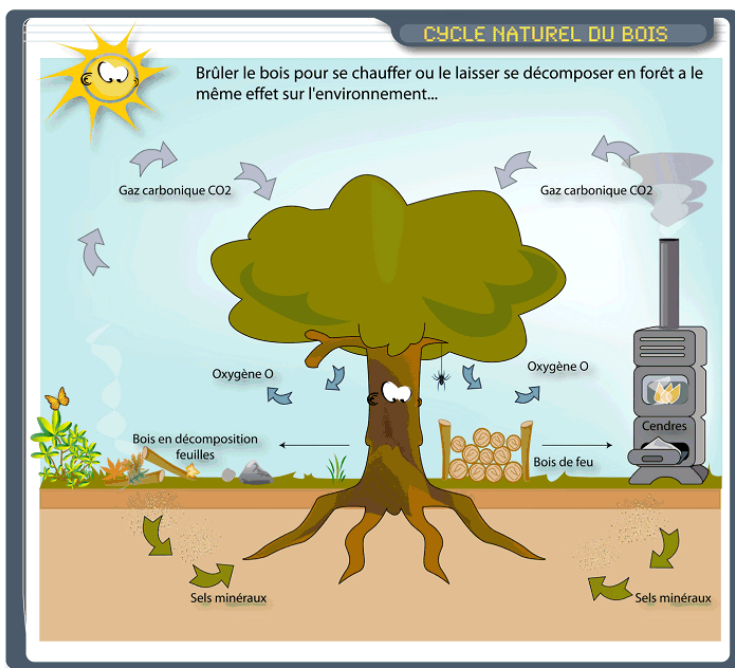 CYCLE NATUREL DU BOIS
Brûler le bois pour se chauffer ou le laisser se décomposer en forêt a le
même effet sur l'environnement...
Gaz carbonique CO2
Gaz carbonique CO2
Oxygène O
Oxygène O
Cendres
Bois en décomposition
feuilles
Bois de feu
Sels minéraux
Sels minéraux